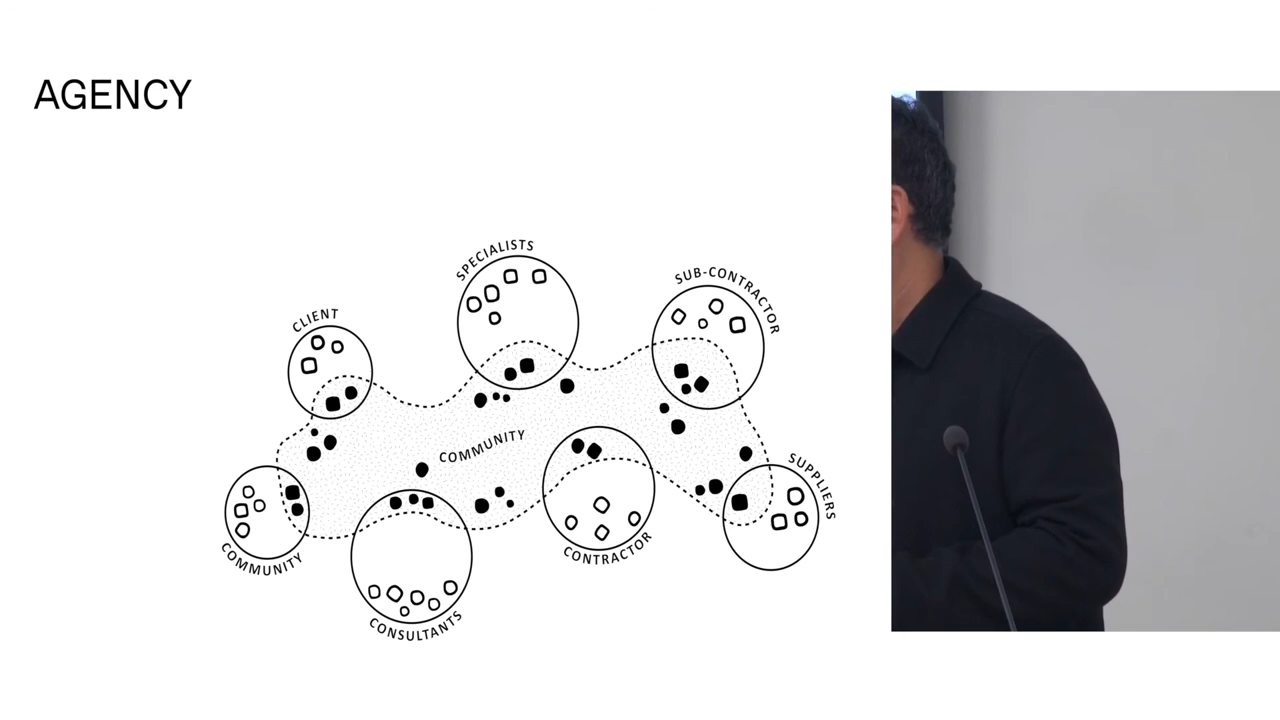 AGENCY
SPECIALISTS
SUB-CONTRACTOR
CLIENT
COMMUNITY
SUPPLIERS
COMMUNITY
CONTRACTOR
CONSULTANTS